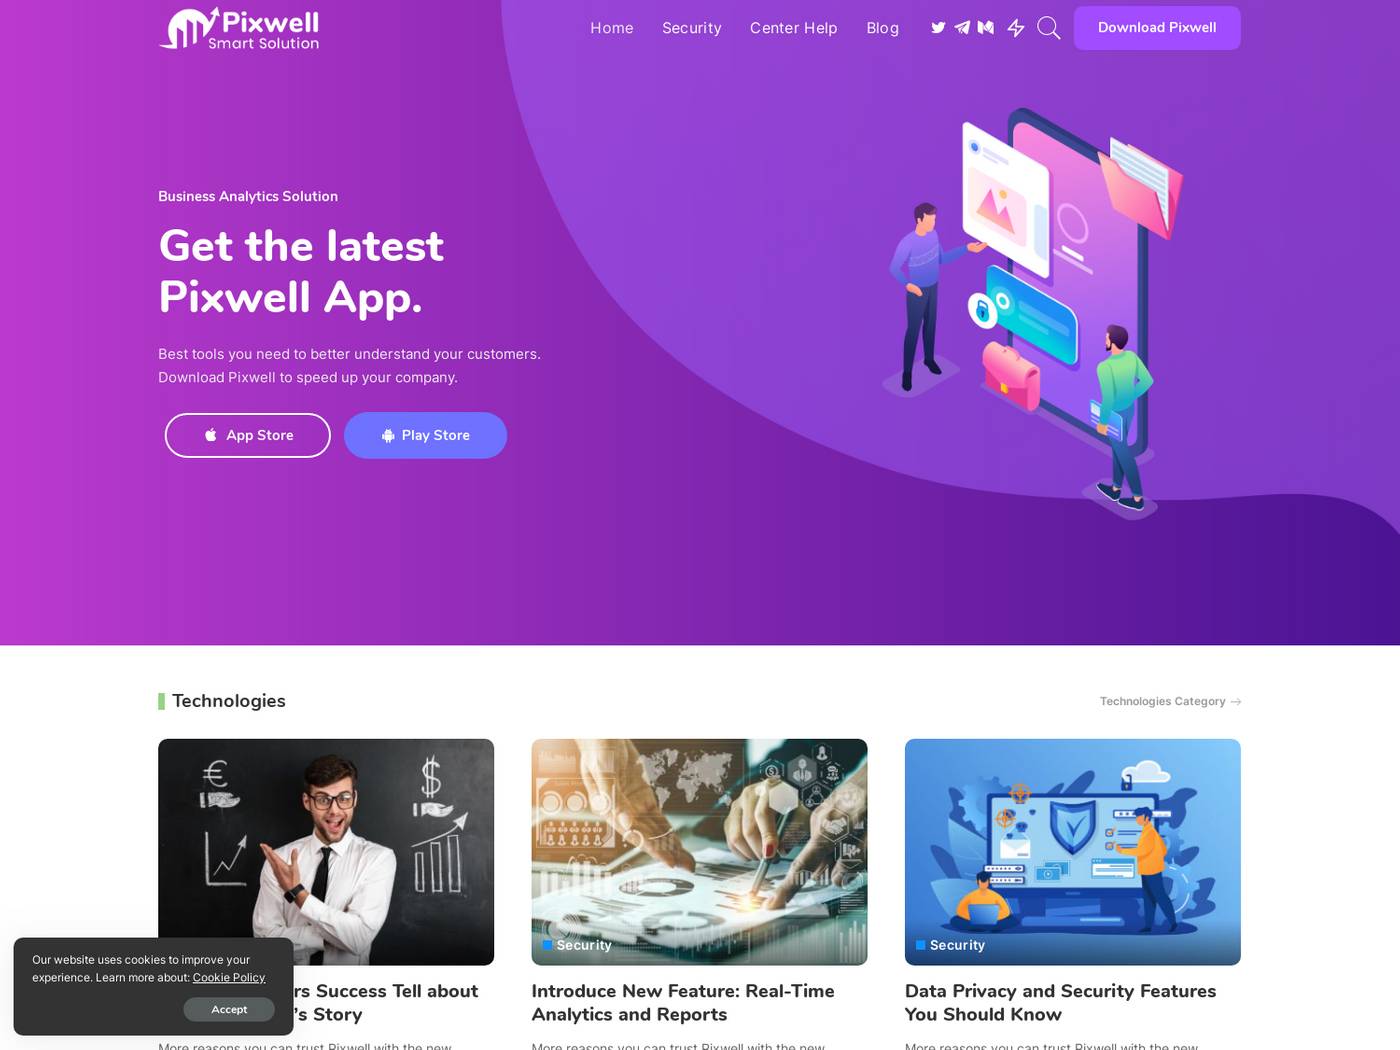 Pixwell
Smart Solution
Home
Security
Center Help
Blog
Download Pixwell
Business Analytics Solution
Get the latest
Pixwell App.
Best tools you need to better understand your customers.
Download Pixwell to speed up your company.
App Store
Play Store
Technologies
Technologies Category →
Security
Security
rs Success Tell about
's Story
Introduce New Feature: Real-Time
Analytics and Reports
Data Privacy and Security Features
You Should Know
More reasons you can trust Pixwell with the new
More reasons you can trust Pixwell with the new
More reasons you can trust Pixwell with the new
Our website uses cookies to improve your
experience. Learn more about: Cookie Policy
Accept